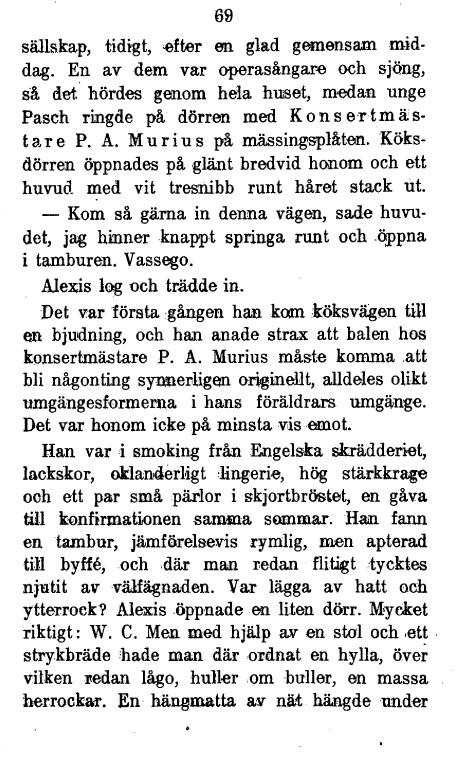 69
sällskap, tidigt, efter en glad gemensam mid-
dag. En av dem var operasångare och sjöng,
så det hördes genom hela huset, medan unge
Pasch ringde på dörren med Konsertmäs-
tare P. A. Murius på mässingsplåten. Köks-
dörren öppnades på glänt bredvid honom och ett
huvud med vit tresnibb runt håret stack ut.
— Kom så gärna in denna vägen, sade huvu-
det, jag hinner knappt springa runt och öppna
i tamburen. Vassego.
Alexis log och trädde in.
Det var första gången han kom köksvägen till
en bjudning, och han anade strax att balen hos
konsertmästare P. A. Murius måste komma att
bli någonting synnerligen originellt, alldeles olikt
umgängesformerna i hans föräldrars umgänge.
Det var honom icke på minsta vis emot.
Han var i smoking från Engelska skrädderiet,
lackskor, oklanderligt lingerie, hög stärkkrage
och ett par små pärlor i skjortbröstet, en gåva
till konfirmationen samma sommar. Han fann
en tambur, jämförelsevis rymlig, men apterad
till byffé, och där man redan flitigt tycktes
njutit av välfägnaden. Var lägga av hatt och
ytterrock? Alexis öppnade en liten dörr. Mycket
riktigt: W. C. Men med hjälp av en stol och ett
strykbräde hade man där ordnat en hylla, över
vilken redan lågo, huller om buller, en massa
herrockar. En hängmatta av nät hängde under